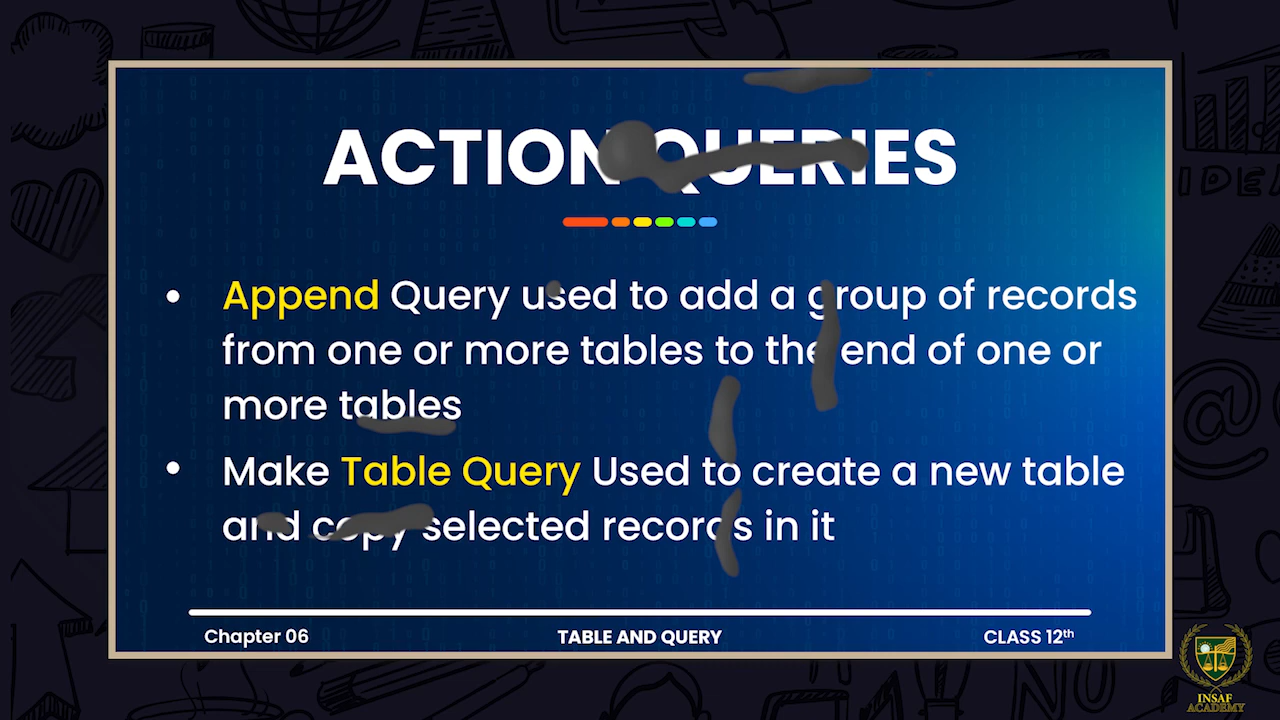 ACTION QUERIES
• Append Query used to add a group of records
from one or more tables to the end of one or
more tables
• Make Table Query Used to create a new table
and copy selected records in it
Chapter 06 TABLE AND QUERY CLASS 12th
IDEA
INSAF
ACADEMY